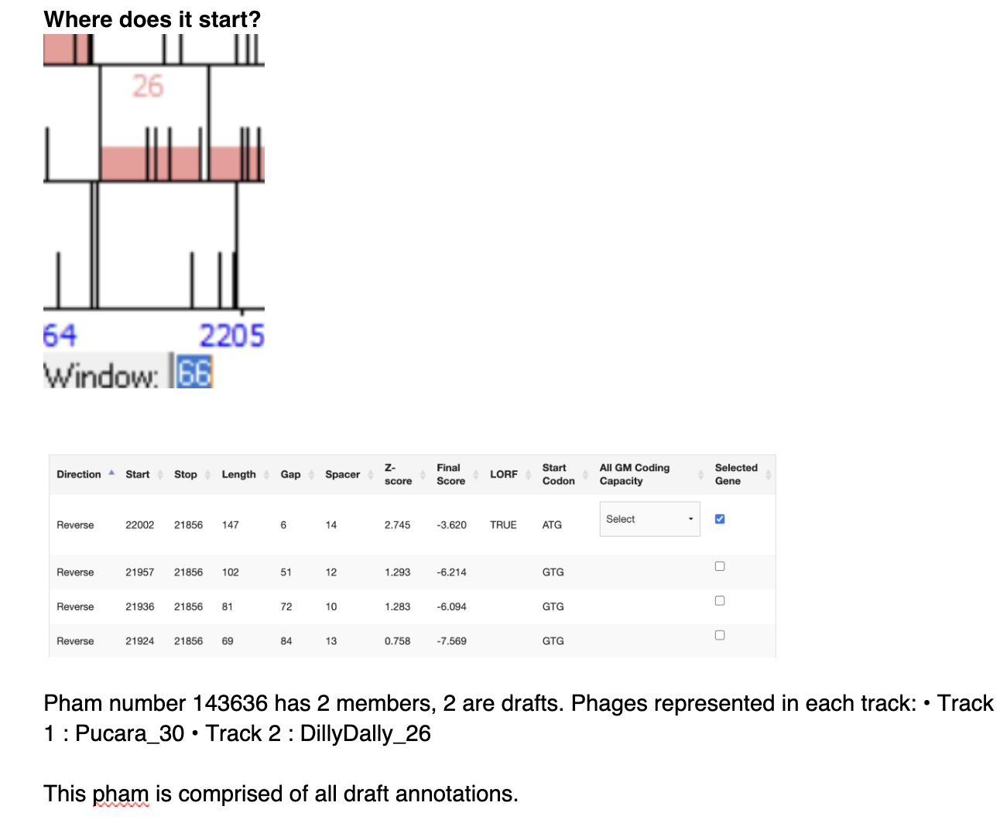 Where does it start?
26
64 2205
Window: 66
Direction Start Stop Length Gap Spacer Z-score Final Score LORF Start Codon All GM Coding Capacity Selected Gene
Reverse 22002 21856 147 6 14 2.745 -3.620 TRUE ATG Select
Reverse 21957 21856 102 51 12 1.293 -6.214 GTG
Reverse 21936 21856 81 72 10 1.283 -6.094 GTG
Reverse 21924 21856 69 84 13 0.758 -7.569 GTG
Pham number 143636 has 2 members, 2 are drafts. Phages represented in each track: • Track
1 : Pucara_30 • Track 2 : DillyDally_26
This pham is comprised of all draft annotations.